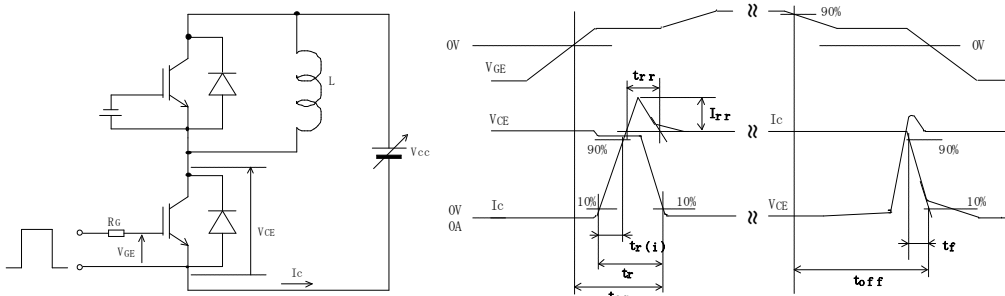 L
Vcc
RG
VGE
VCE
Ic
0V
VGE
90%
0V
trr
Irr
VCE
Ic
90%
90%
0V
0A
Ic
10%
10%
VCE
10%
tr(i)
tf
tr
toff